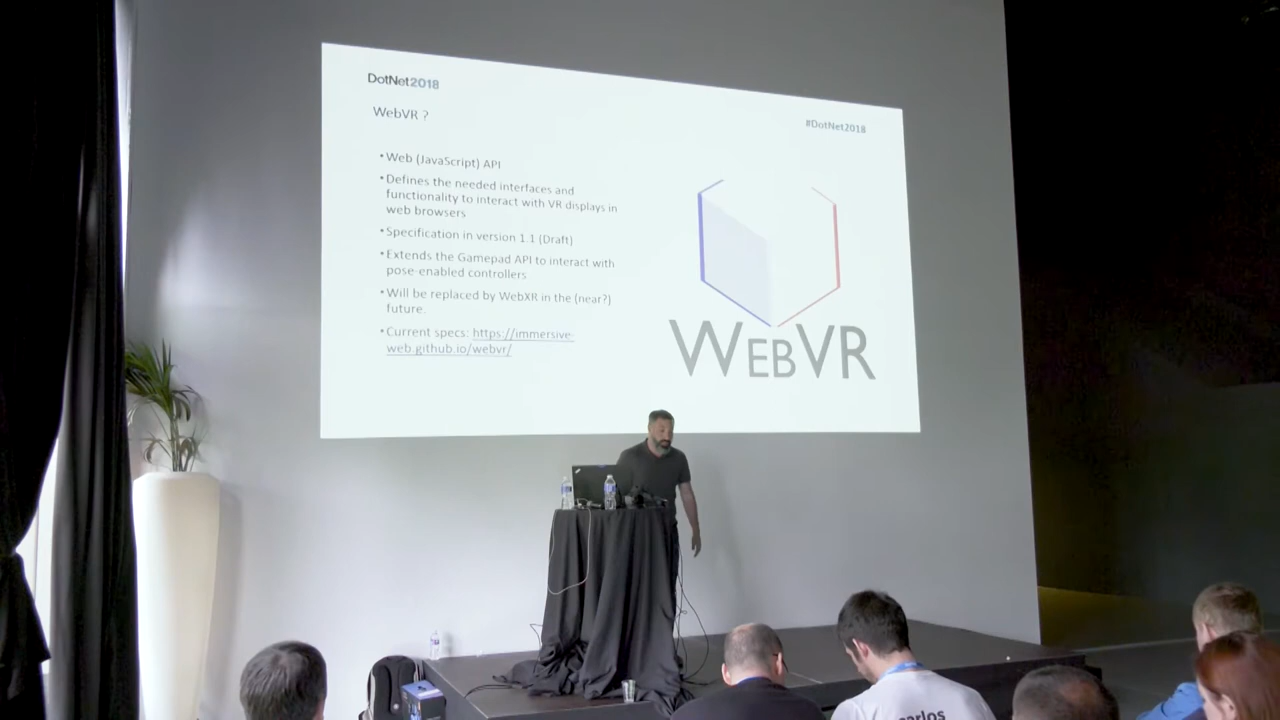 DotNet2018
WebVR ?
#DotNet2018
•Web (JavaScript) API
•Defines the needed interfaces and
functionality to interact with VR displays in
web browsers
•Specification in version 1.1 (Draft)
•Extends the Gamepad API to interact with
pose-enabled controllers
•Will be replaced by WebXR in the (near?)
future.
•Current specs: https://immersive-
web.github.io/webvr/
WEBVR
carlos